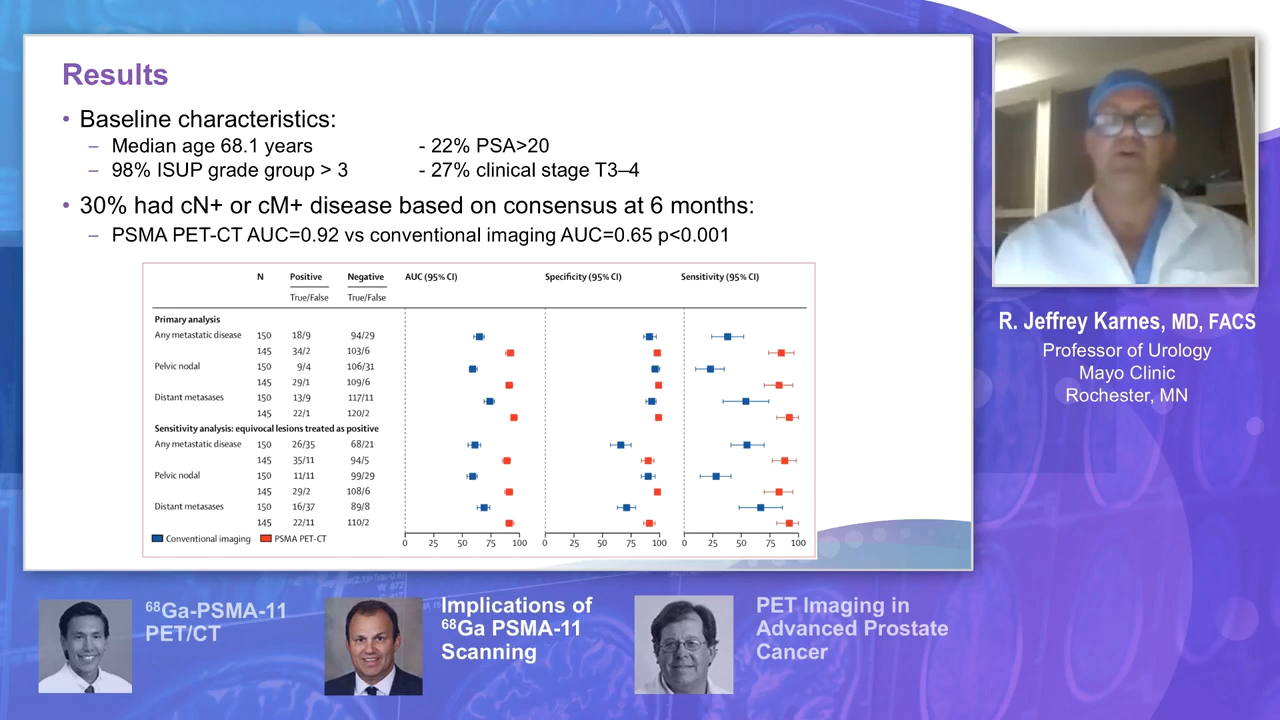 Results
• Baseline characteristics:
– Median age 68.1 years - 22% PSA>20
– 98% ISUP grade group > 3 - 27% clinical stage T3–4
• 30% had cN+ or cM+ disease based on consensus at 6 months:
– PSMA PET-CT AUC=0.92 vs conventional imaging AUC=0.65 p<0.001
N Positive Negative AUC (95% CI) Specificity (95% CI) Sensitivity (95% CI)
True/False True/False
Primary analysis
Any metastatic disease 150 18/9 94/29
145 34/2 103/6
Pelvic nodal 150 9/4 106/31
145 29/1 109/6
Distant metasases 150 13/9 117/11
145 22/1 120/2
Sensitivity analysis: equivocal lesions treated as positive
Any metastatic disease 150 26/35 68/21
145 35/11 94/5
Pelvic nodal 150 11/11 99/29
145 29/2 108/6
Distant metasases 150 16/37 89/8
145 22/11 110/2
Conventional imaging PSMA PET-CT
0 25 50 75 100 0 25 50 75 100 0 25 50 75 100
R. Jeffrey Karnes, MD, FACS
Professor of Urology
Mayo Clinic
Rochester, MN
68Ga-PSMA-11
PET/CT
Implications of
68Ga PSMA-11
Scanning
PET Imaging in
Advanced Prostate
Cancer